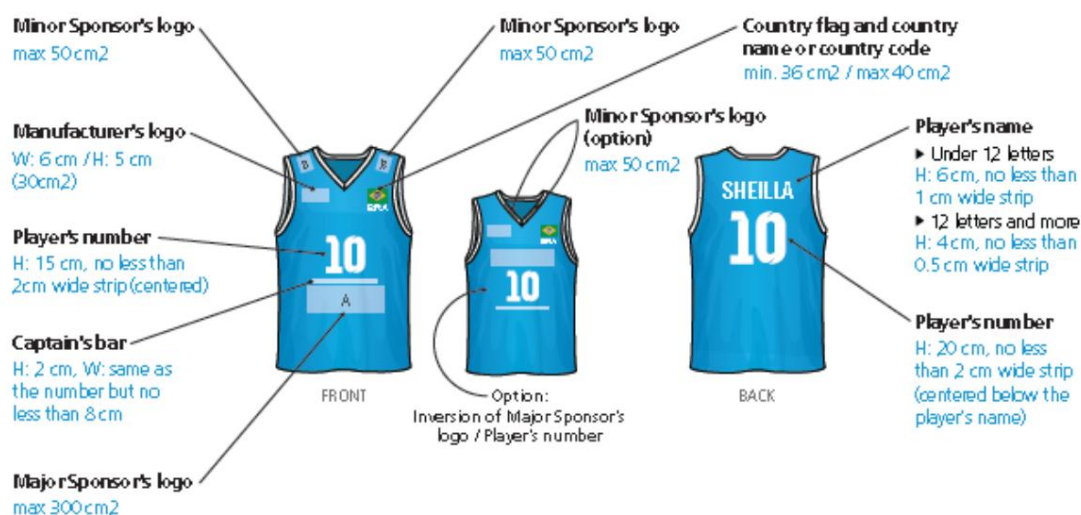 Minor Sponsor's logo
max 50 cm2
Minor Sponsor's logo
max 50 cm2
Country flag and country
name or country code
min. 36 cm2 / max 40 cm2
Manufacturer's logo
W: 6 cm / H: 5 cm
(30cm2)
Minor Sponsor's logo
(option)
max 50 cm2
Player's name
▸ Under 12 letters
H: 6 cm, no less than
1 cm wide strip
▸ 12 letters and more
H: 4 cm, no less than
0.5 cm wide strip
Player's number
H: 15 cm, no less than
2cm wide strip (centered)
Captain's bar
H: 2 cm, W: same as
the number but no
less than 8 cm
Major Sponsor's logo
max 300 cm2
B
B
BRA
10
A
FRONT
BRA
10
Option:
Inversion of Major Sponsor's
logo / Player's number
SHEILLA
10
BACK
Player's number
H: 20 cm, no less
than 2 cm wide strip
(centered below the
player's name)